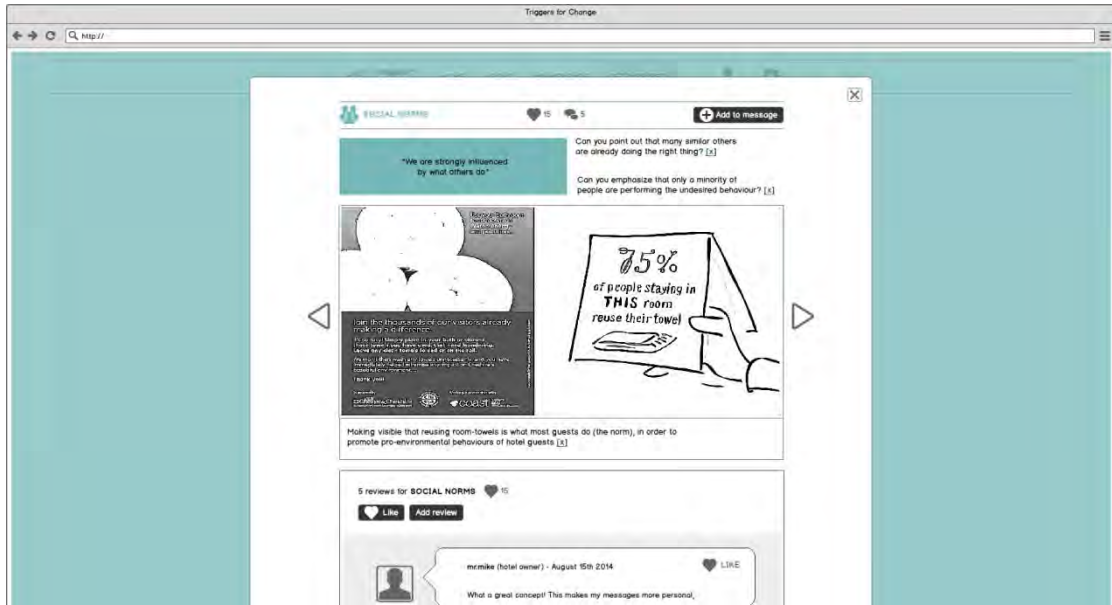 Triggers for Change
http://
SOCIAL NORMS
15
5
Add to message
"We are strongly influenced
by what others do"
Can you point out that many similar others
are already doing the right thing? [x]
Can you emphasize that only a minority of
people are performing the undesired behaviour? [x]
Join the thousands of our visitors already
making a difference
coast
75%
of people staying in
THIS room
reuse their towel
Making visible that reusing room-towels is what most guests do (the norm), in order to
promote pro-environmental behaviours of hotel guests [x]
5 reviews for SOCIAL NORMS 15
Like
Add review
mr.mike (hotel owner) - August 15th 2014
LIKE
What a great concept! This makes my messages more personal,